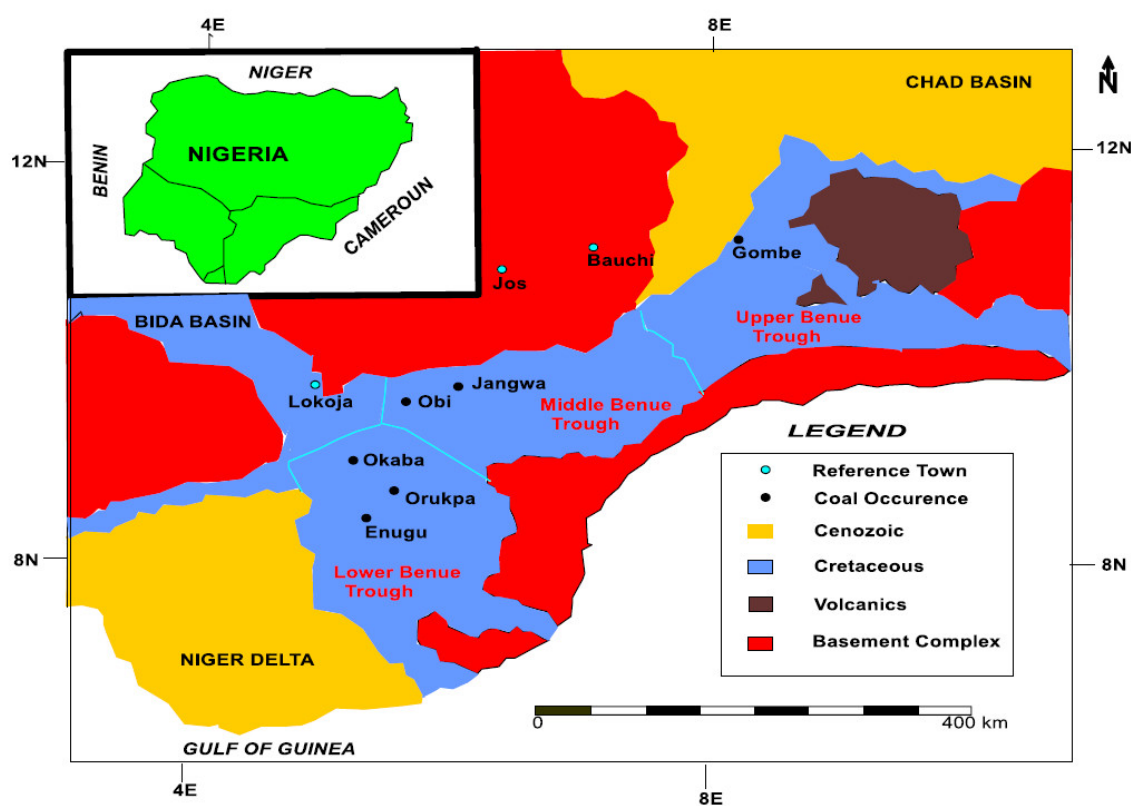 4E
8E
NIGER
N
CHAD BASIN
NIGERIA
BENIN
12N
12N
CAMEROUN
Gombe
Bauchi
Jos
BIDA BASIN
Upper Benue
Trough
Jangwa
Lokoja
Obi
Middle Benue
Trough
LEGEND
Okaba
Reference Town
Orukpa
Coal Occurence
Enugu
Cenozoic
8N
8N
Cretaceous
Lower Benue
Trough
Volcanics
Basement Complex
NIGER DELTA
0
400 km
GULF OF GUINEA
4E
8E